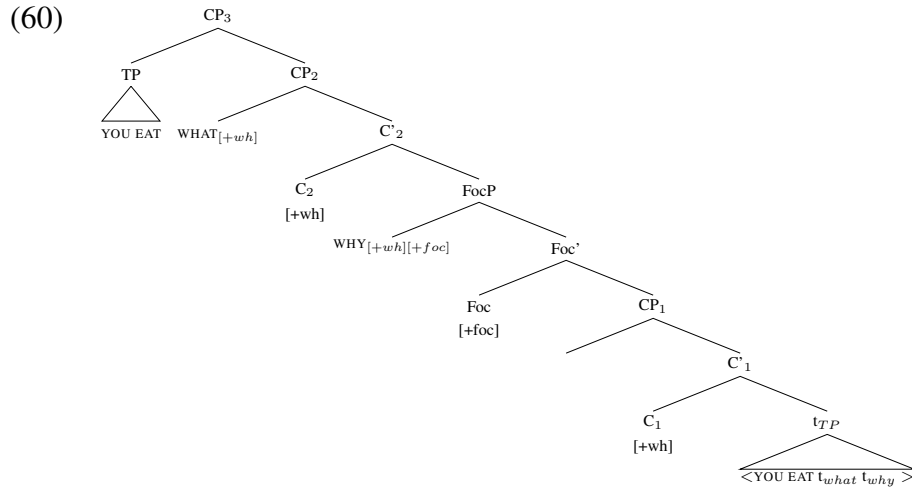 (60)
CP₃
TP CP₂
YOU EAT WHAT[+wh] C'₂
C₂ FocP
[+wh]
WHY[+wh][+foc] Foc'
Foc CP₁
[+foc]
C'₁
C₁ tTP
[+wh]
<YOU EAT twhat twhy >